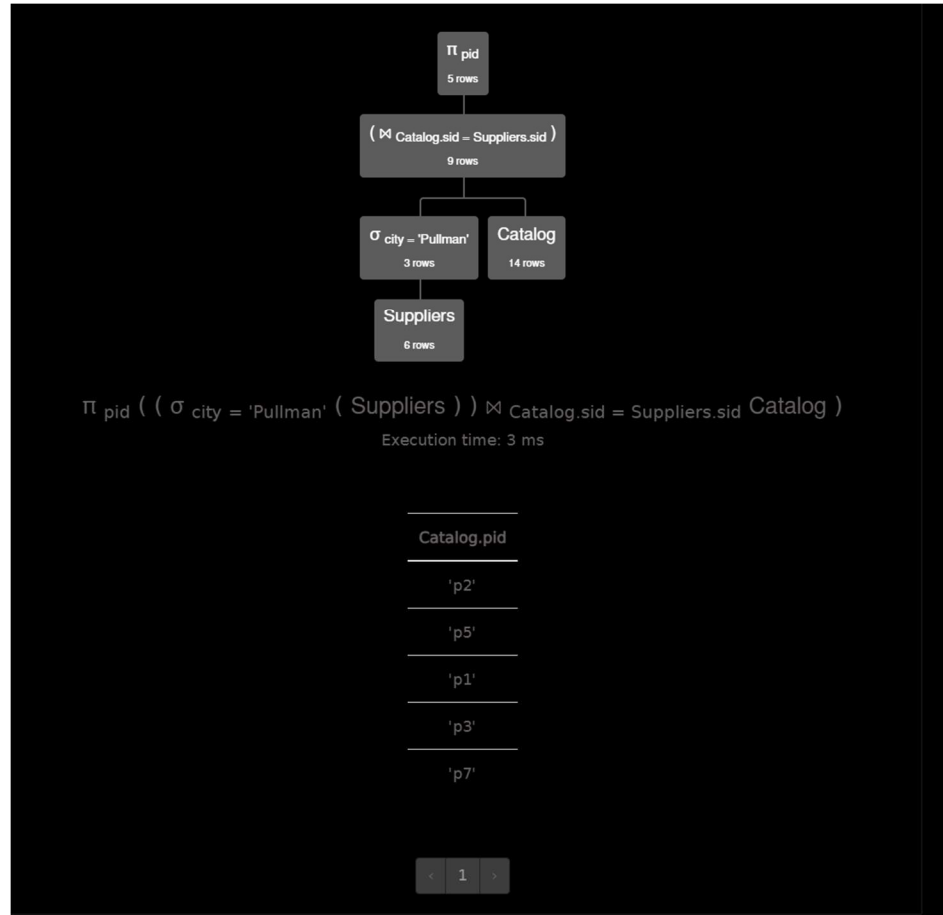 π pid
5 rows
( ⋈ Catalog.sid = Suppliers.sid )
9 rows
σ city = 'Pullman'
3 rows
Catalog
14 rows
Suppliers
6 rows
π pid ( ( σ city = 'Pullman' ( Suppliers ) ) ⋈ Catalog.sid = Suppliers.sid Catalog )
Execution time: 3 ms
Catalog.pid
'p2'
'p5'
'p1'
'p3'
'p7'
‹ 1 ›